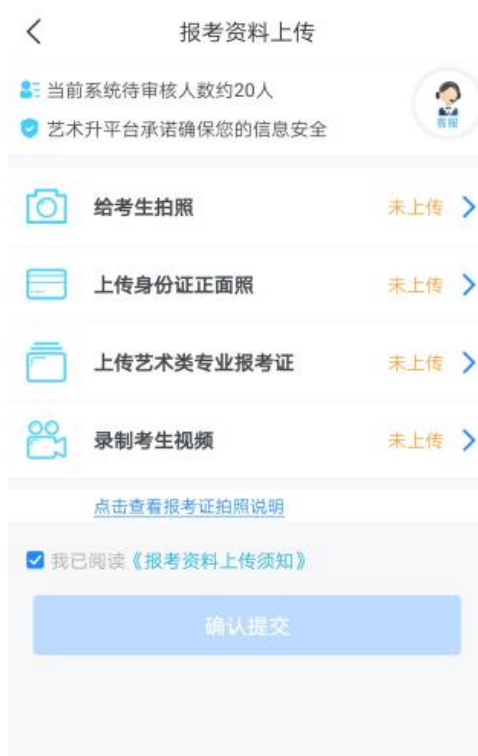 报考资料上传
当前系统待审核人数约20人
艺术升平台承诺确保您的信息安全
客服
给考生拍照 未上传
上传身份证正面照 未上传
上传艺术类专业报考证 未上传
录制考生视频 未上传
点击查看报考证拍照说明
我已阅读《报考资料上传须知》
确认提交